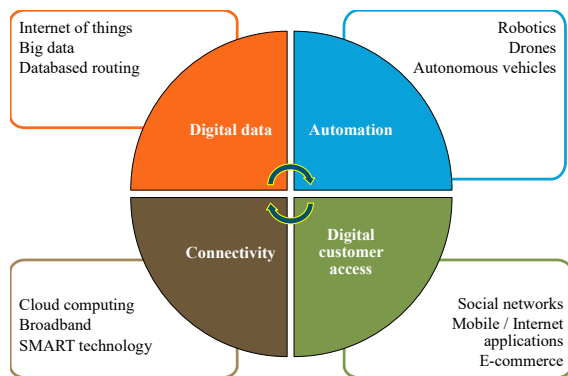 Internet of things
Big data
Databased routing
Robotics
Drones
Autonomous vehicles
Digital data
Automation
Connectivity
Digital
customer
access
Cloud computing
Broadband
SMART technology
Social networks
Mobile / Internet
applications
E-commerce